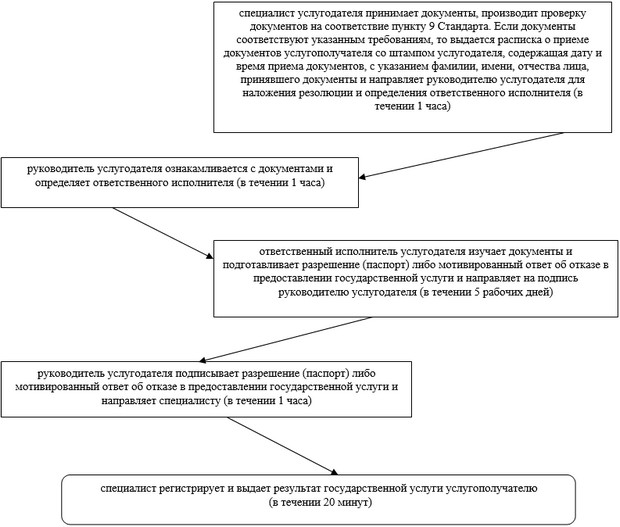 специалист услугодателя принимает документы, производит проверку
документов на соответствие пункту 9 Стандарта. Если документы
соответствуют указанным требованиям, то выдается расписка о приеме
документов услугополучателя со штампом услугодателя, содержащая дату и
время приема документов, с указанием фамилии, имени, отчества лица,
принявшего документы и направляет руководителю услугодателя для
наложения резолюции и определения ответственного исполнителя (в
течении 1 часа)
руководитель услугодателя ознакамливается с документами и
определяет ответственного исполнителя (в течении 1 часа)
ответственный исполнитель услугодателя изучает документы и
подготавливает разрешение (паспорт) либо мотивированный ответ об отказе в
предоставлении государственной услуги и направляет на подпись
руководителю услугодателя (в течении 5 рабочих дней)
руководитель услугодателя подписывает разрешение (паспорт) либо
мотивированный ответ об отказе в предоставлении государственной услуги и
направляет специалисту (в течении 1 часа)
специалист регистрирует и выдает результат государственной услуги услугополучателю
(в течении 20 минут)